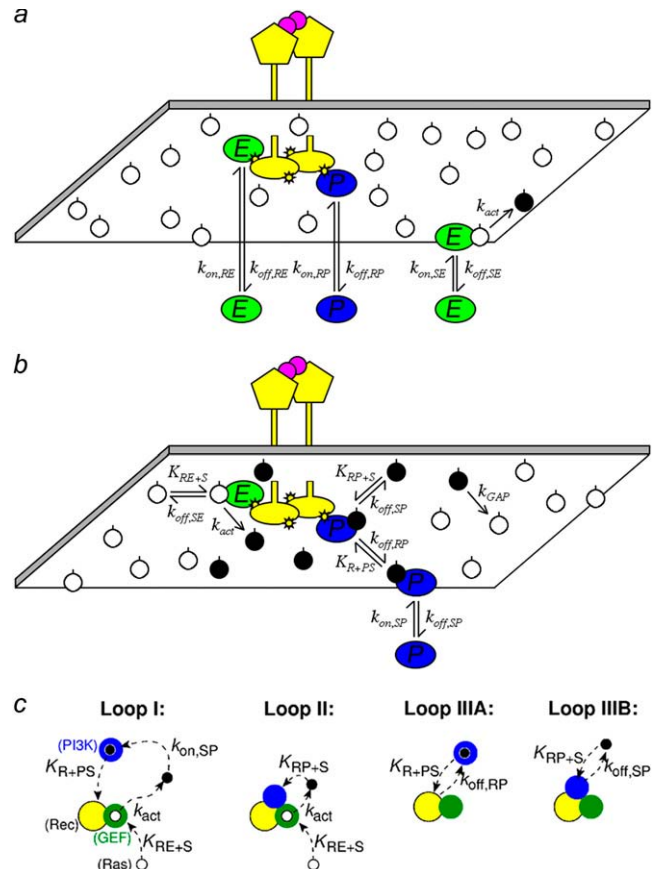 a
E
P
E
k_act
k_on,RE k_off,RE k_on,RP k_off,RP k_on,SE k_off,SE
E
P
E
b
K_RE+S
k_off,SE
k_act
E
P
K_RP+S
k_off,SP
k_off,RP
K_R+PS
k_GAP
P
k_on,SP k_off,SP
P
c
Loop I: Loop II: Loop IIIA: Loop IIIB:
(PI3K)
k_on,SP
K_R+PS
k_act
(Rec)
(GEF)
K_RE+S
(Ras)
K_RP+S
k_act
K_RE+S
K_R+PS
k_off,RP
K_RP+S
k_off,SP